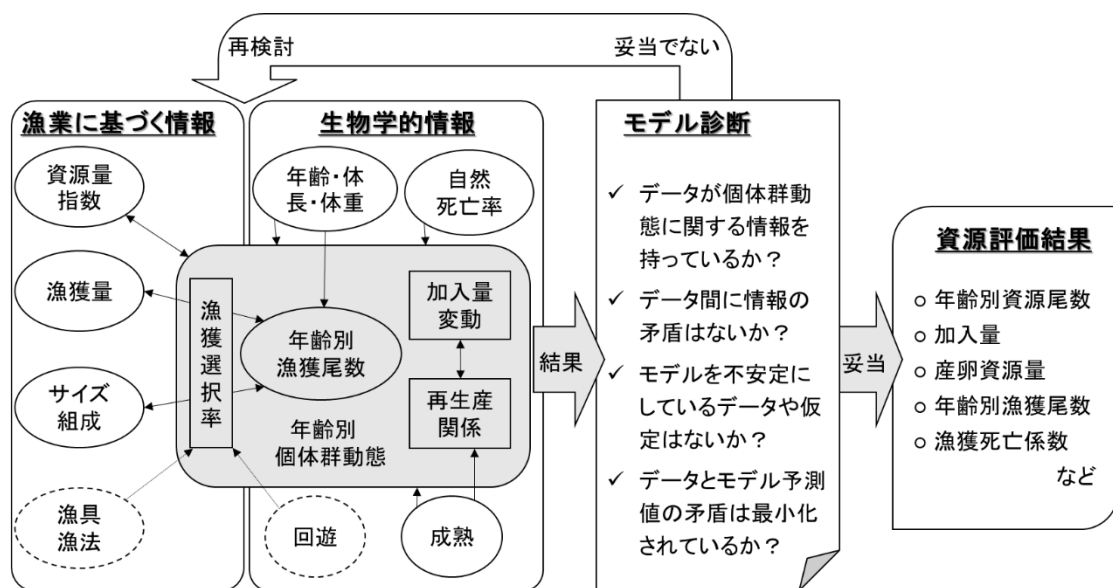 再検討
妥当でない
漁業に基づく情報
資源量
指数
漁獲量
サイズ
組成
漁具
漁法
生物学的情報
年齢・体
長・体重
自然
死亡率
漁獲選択率
年齢別
漁獲尾数
加入量
変動
再生産
関係
年齢別
個体群動態
回遊
成熟
結果
モデル診断
✓ データが個体群動
態に関する情報を
持っているか？
✓ データ間に情報の
矛盾はないか？
✓ モデルを不安定に
しているデータや仮
定はないか？
✓ データとモデル予測
値の矛盾は最小化
されているか？
妥当
資源評価結果
○ 年齢別資源尾数
○ 加入量
○ 産卵資源量
○ 年齢別漁獲尾数
○ 漁獲死亡係数
など